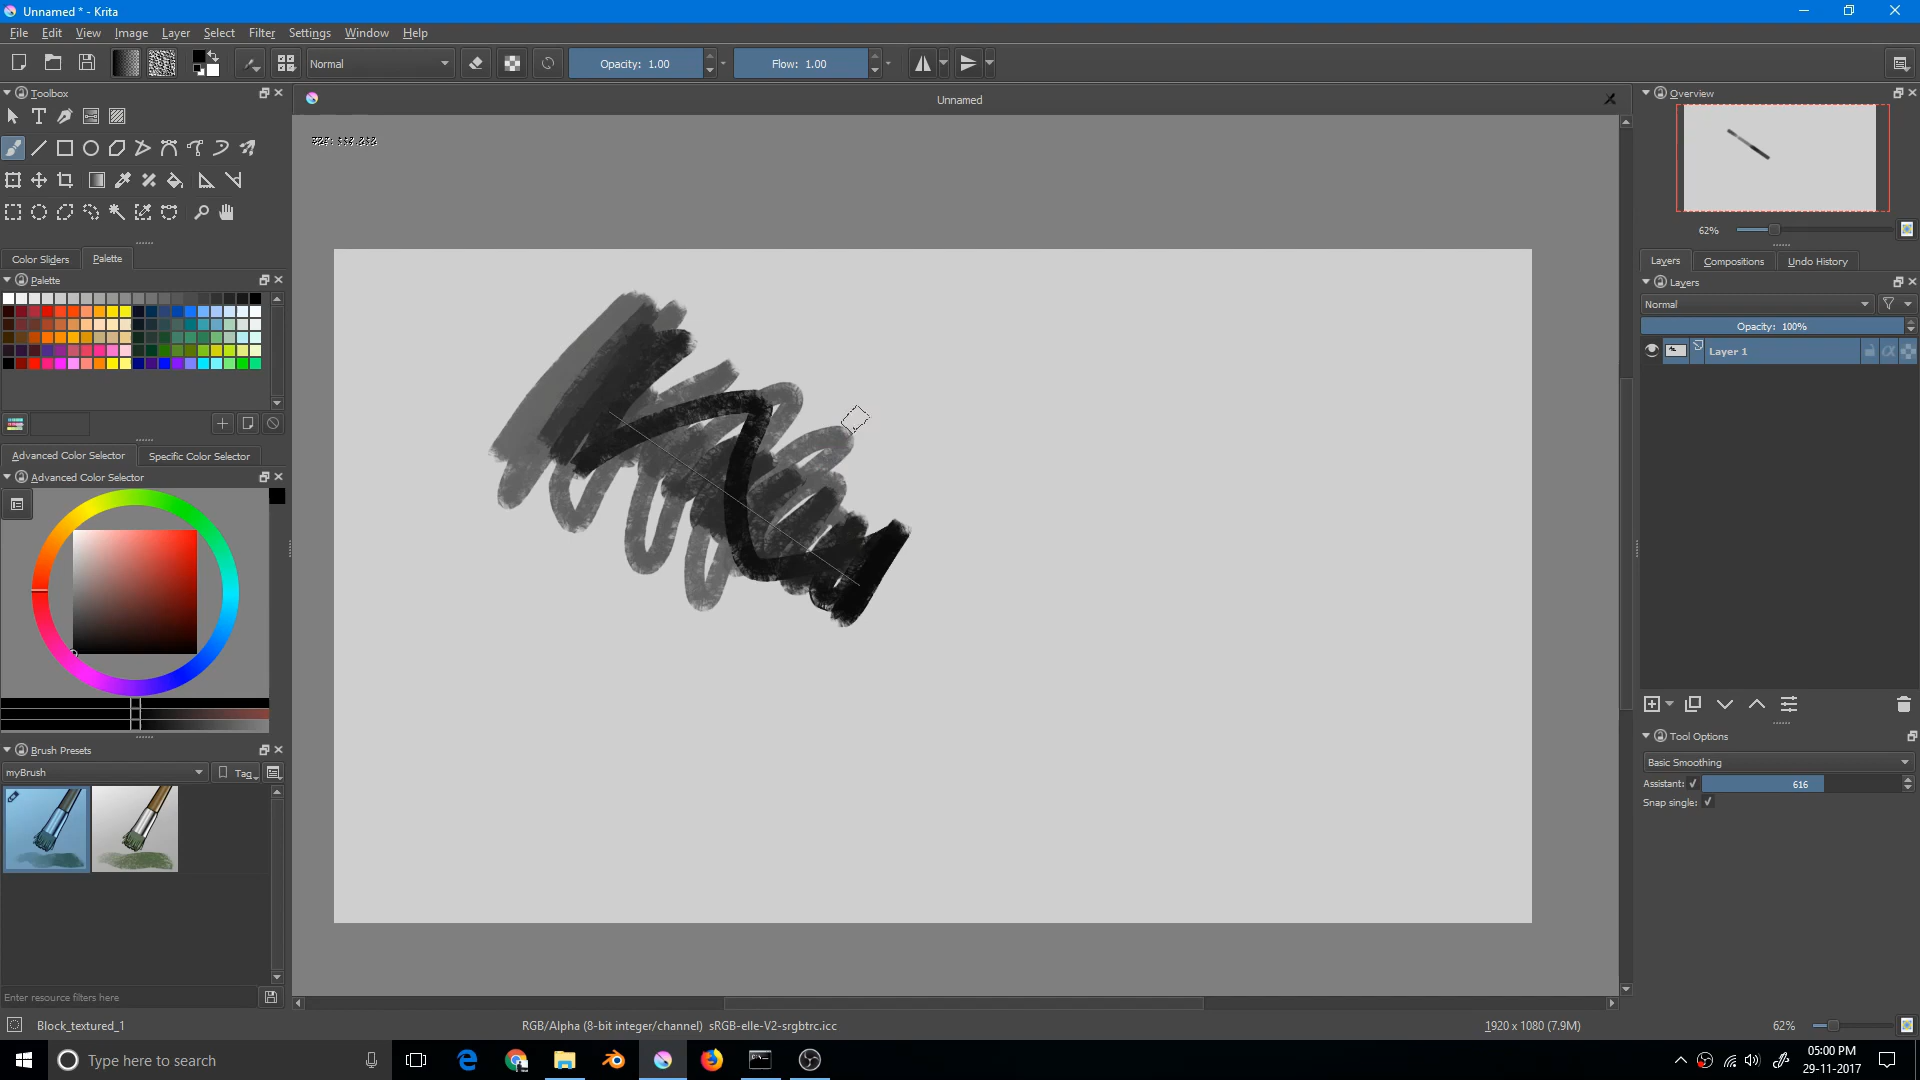 Unnamed * - Krita
File Edit View Image Layer Select Filter Settings Window Help
Normal Opacity: 1.00 Flow: 1.00
Toolbox
Unnamed
Overview
62%
Color Sliders Palette
Palette
Layers Compositions Undo History
Layers
Normal
Opacity: 100%
Layer 1
Advanced Color Selector Specific Color Selector
Advanced Color Selector
Brush Presets
myBrush Tag
Tool Options
Basic Smoothing
Assistant: 616
Snap single:
Enter resource filters here
Block_textured_1 RGB/Alpha (8-bit integer/channel) sRGB-elle-V2-srgbtrc.icc 1920 x 1080 (7.9M) 62%
Type here to search
05:00 PM
29-11-2017